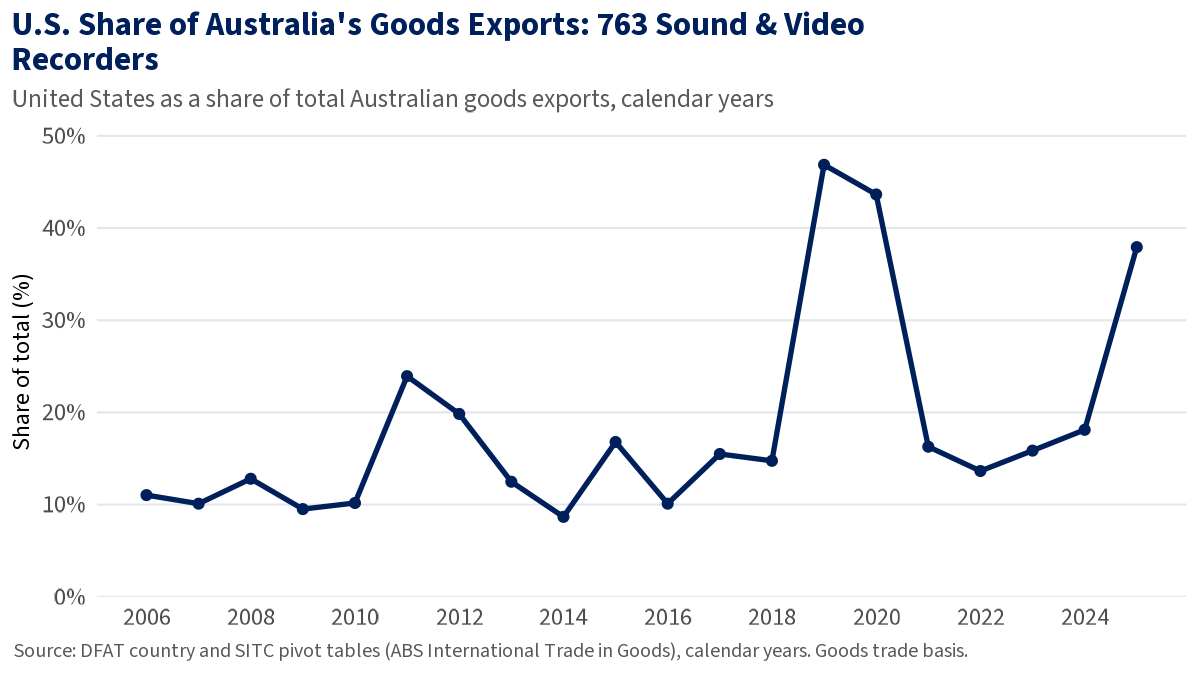 U.S. Share of Australia's Goods Exports: 763 Sound & Video
Recorders
United States as a share of total Australian goods exports, calendar years
50%
40%
30%
20%
10%
0%
Share of total (%)
2006 2008 2010 2012 2014 2016 2018 2020 2022 2024
Source: DFAT country and SITC pivot tables (ABS International Trade in Goods), calendar years. Goods trade basis.